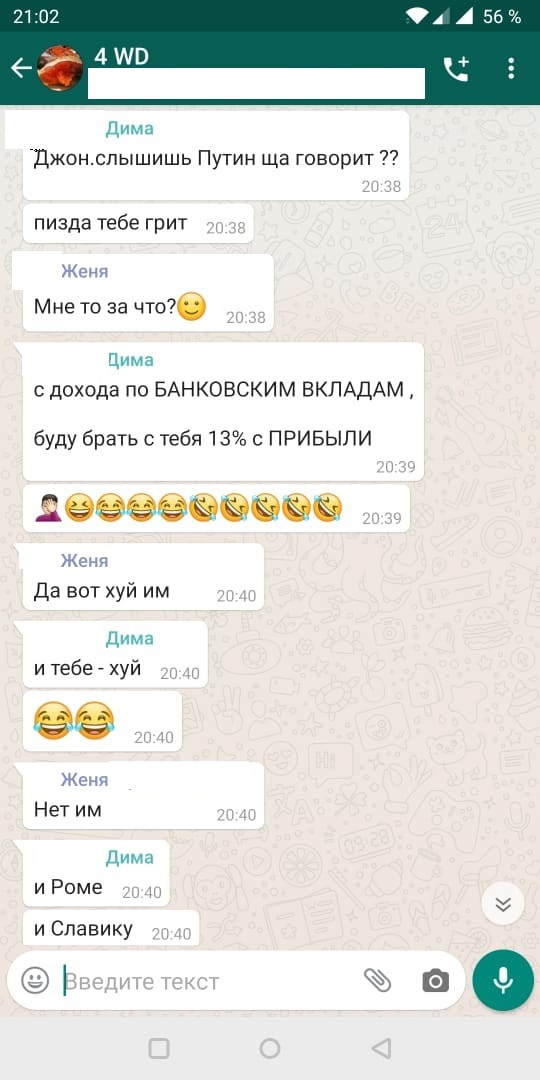 21:02
56 %
4 WD
Дима
Джон.слышишь Путин ща говорит ??
20:38
пизда тебе грит 20:38
Женя
Мне то за что?🙂
20:38
Дима
с дохода по БАНКОВСКИМ ВКЛАДАМ ,
буду брать с тебя 13% с ПРИБЫЛИ
20:39
🤦🏻‍♂️😆😂😂😂🤣🤣🤣🤣🤣 20:39
Женя
Да вот хуй им 20:40
Дима
и тебе - хуй 20:40
😂😂 20:40
Женя
Нет им 20:40
Дима
и Роме 20:40
и Славику 20:40
Введите текст